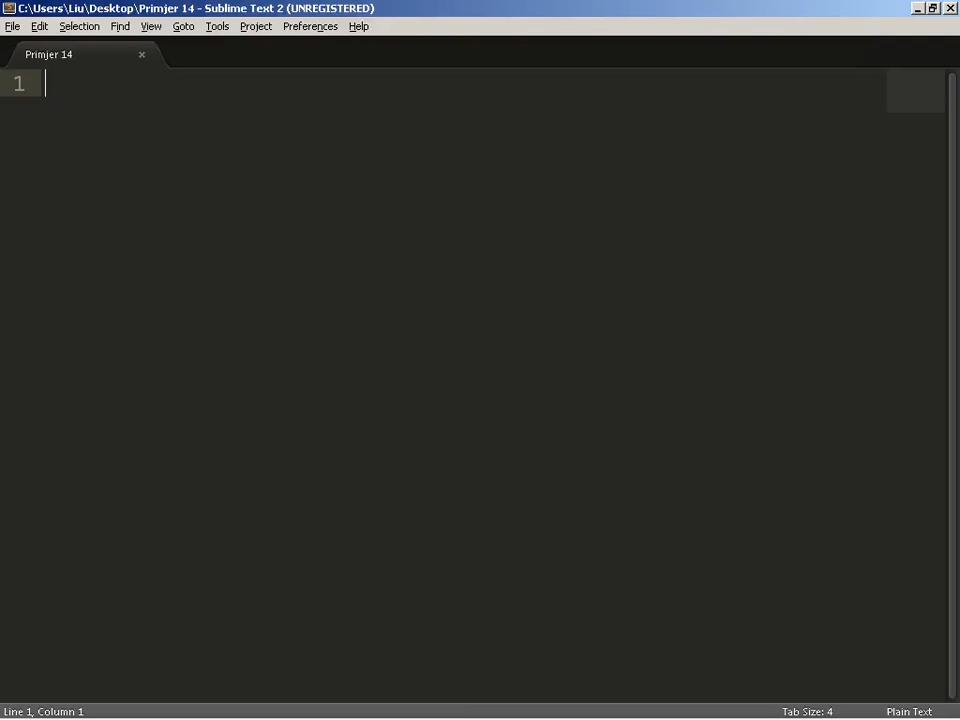 C:\Users\Liu\Desktop\Primjer 14 - Sublime Text 2 (UNREGISTERED)
File Edit Selection Find View Goto Tools Project Preferences Help
Primjer 14 ×
1
Line 1, Column 1 Tab Size: 4 Plain Text